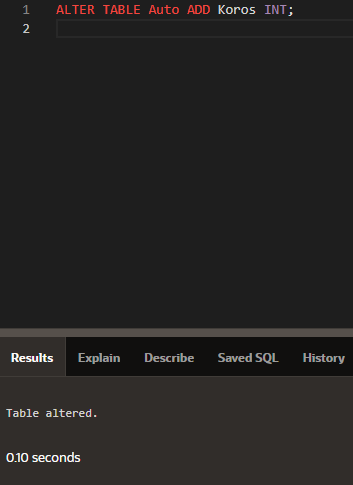 1 ALTER TABLE Auto ADD Koros INT;
2
Results Explain Describe Saved SQL History
Table altered.
0.10 seconds